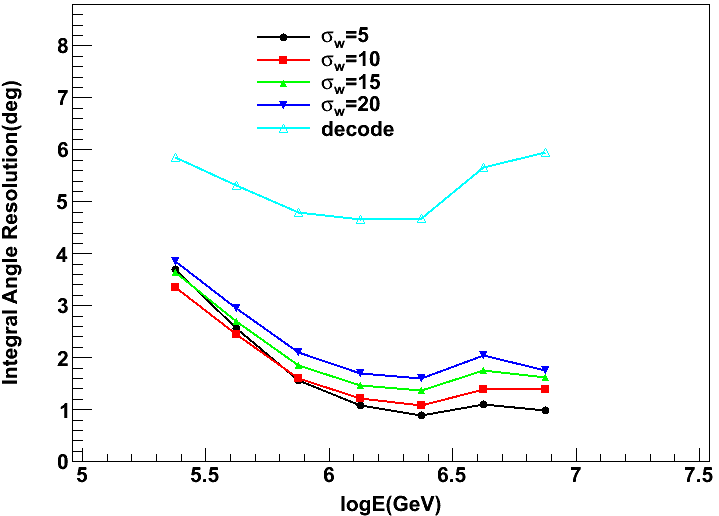 σw=5
σw=10
σw=15
σw=20
decode
Integral Angle Resolution(deg)
8
7
6
5
4
3
2
1
0
5 5.5 6 6.5 7 7.5
logE(GeV)